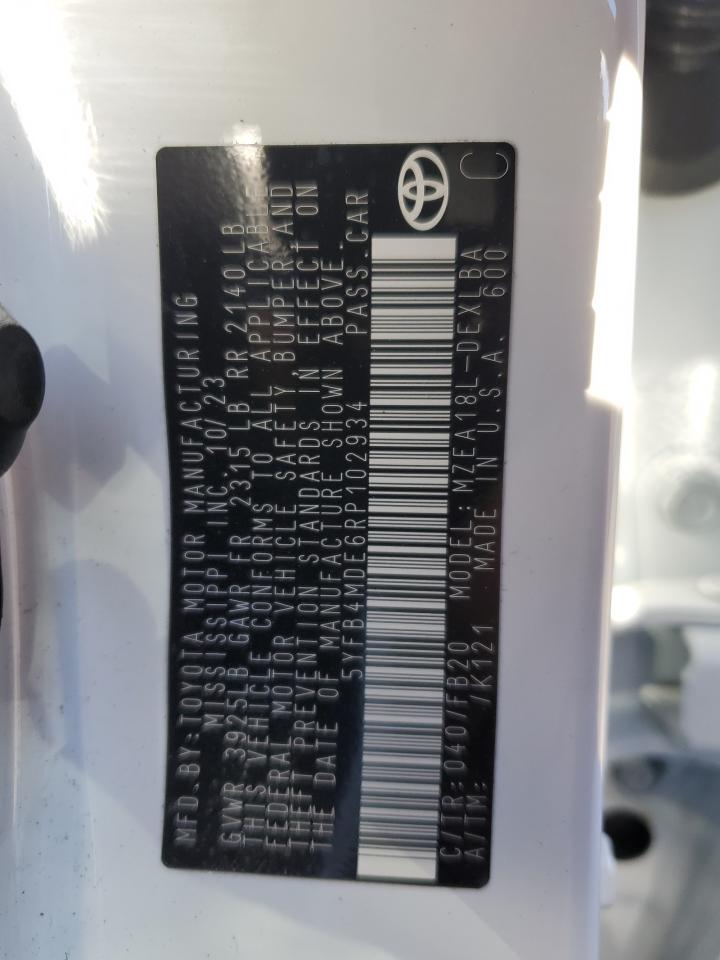 MFD.BY:TOYOTA MOTOR MANUFACTURING
MISSISSIPPI INC.10/23
GVWR 3925LB GAWR FR 2315 LB RR 2140LB
THIS VEHICLE CONFORMS TO ALL APPLICABLE
FEDERAL MOTOR VEHICLE SAFETY, BUMPER AND
THEFT PREVENTION STANDARDS IN EFFECT ON
THE DATE OF MANUFACTURE SHOWN ABOVE.
5YFB4MDE6RP102934 PASS.CAR
C/TR:040/FB20 MODEL:MZEA18L-DEXLBA C
A/TM: /K121 MADE IN U.S.A. 600